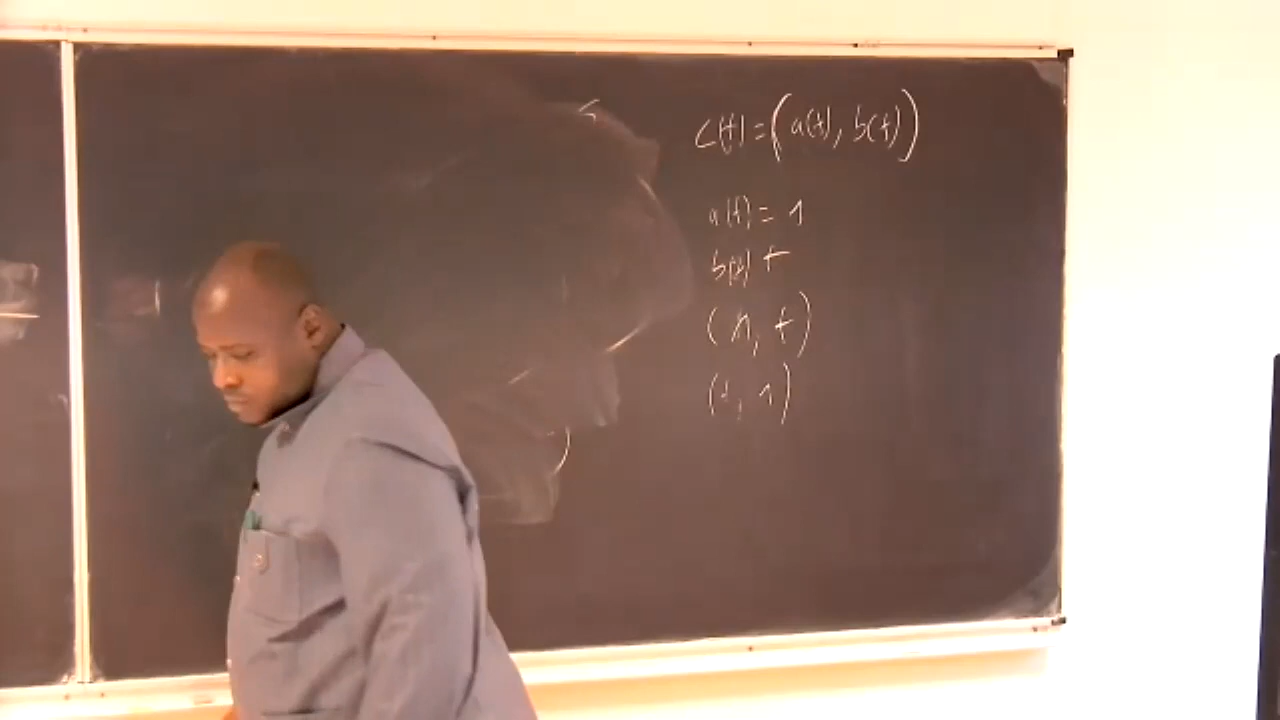 c(t) = (a(t), b(t))
a(t) = 1
b(t) t
(1, t)
(t, 1)